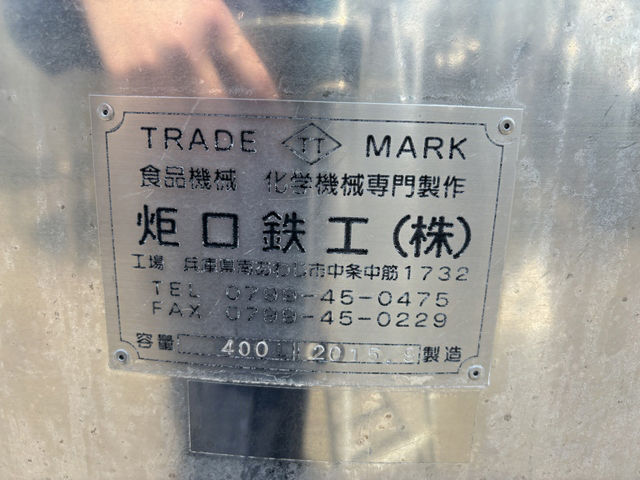 TRADE TT MARK
食品機械 化学機械専門製作
炬口鉄工(株)
工場 兵庫県南あわじ市中条中筋1732
TEL 0799-45-0475
FAX 0799-45-0229
容量 400 2015. 製造